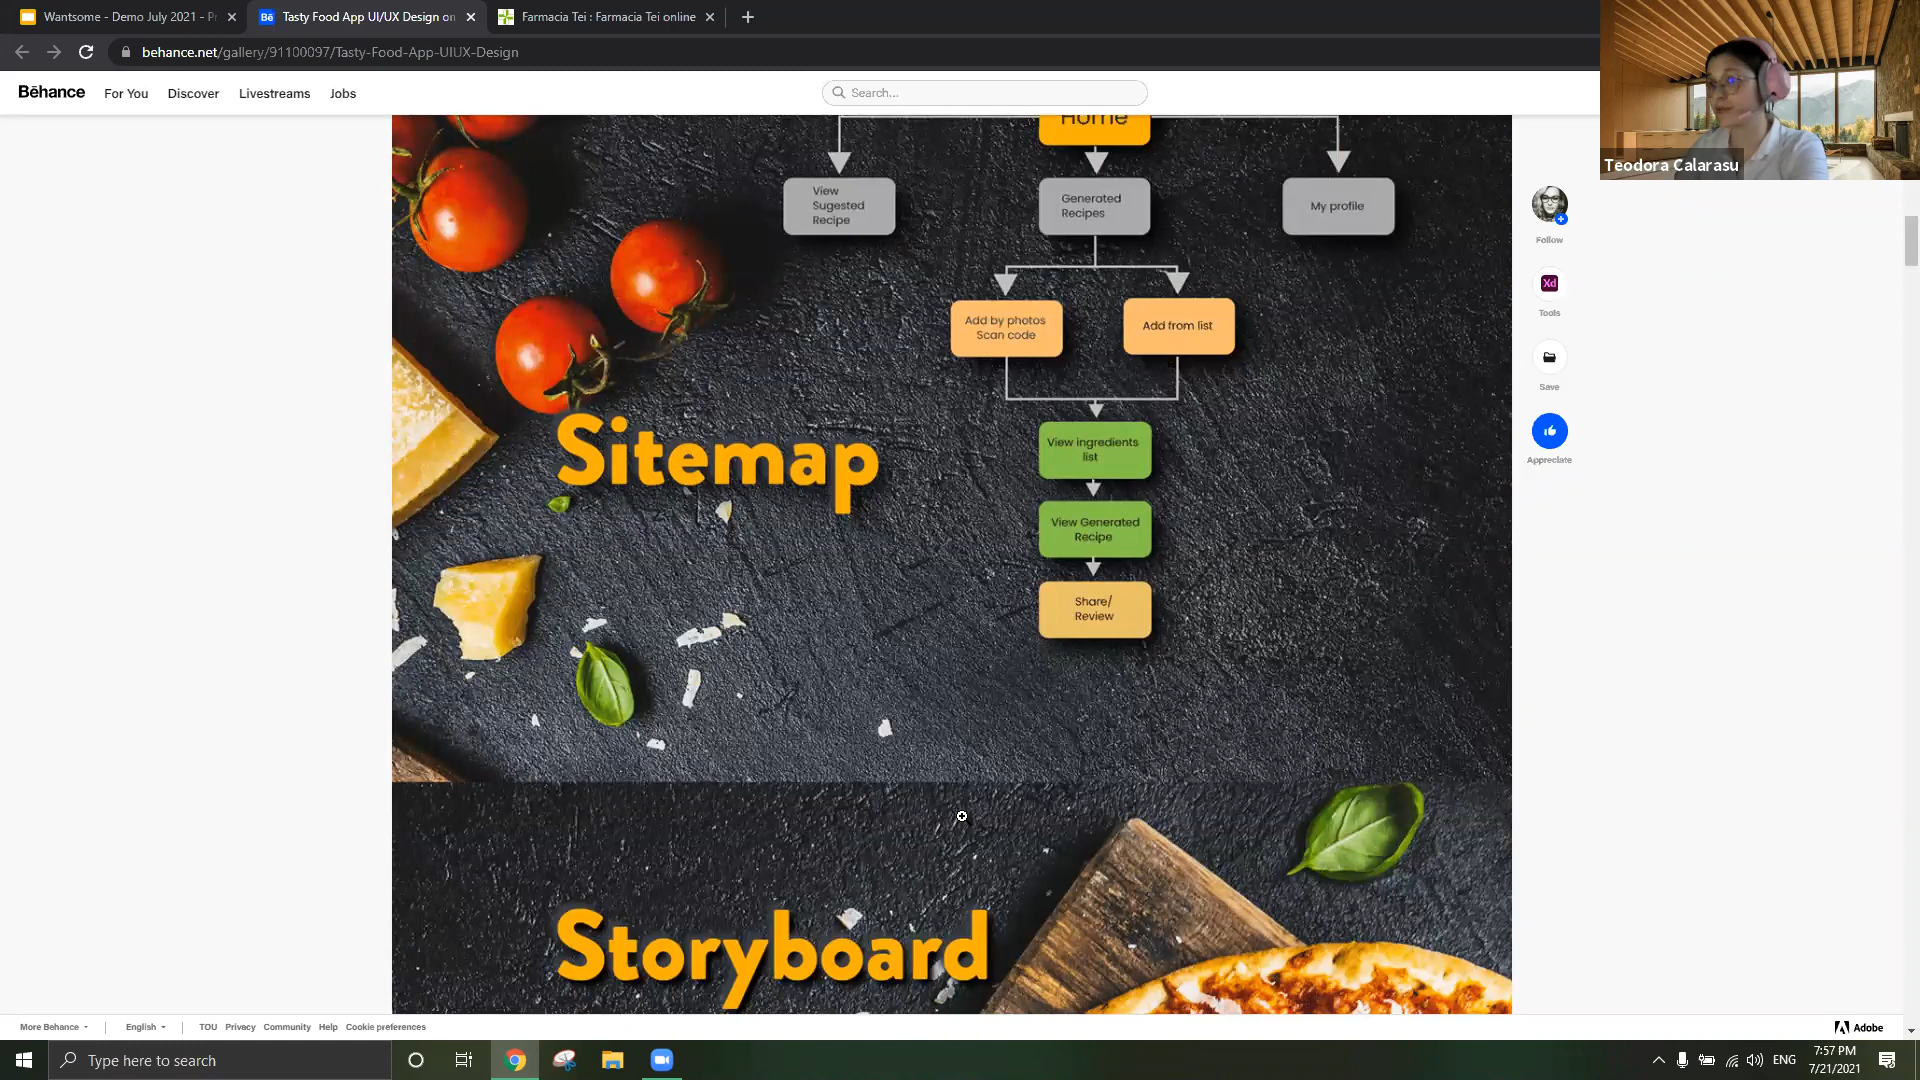 Wantsome - Demo July 2021 - P
Tasty Food App UI/UX Design on
Farmacia Tei : Farmacia Tei online
behance.net/gallery/91100097/Tasty-Food-App-UIUX-Design
Bēhance
For You
Discover
Livestreams
Jobs
Search...
Teodora Calarasu
Home
View
Sugested
Recipe
Generated
Recipes
My profile
Add by photos
Scan code
Add from list
View ingredients
list
View Generated
Recipe
Share/
Review
Sitemap
Storyboard
Follow
Xd
Tools
Save
Appreciate
More Behance
English
TOU
Privacy
Community
Help
Cookie preferences
Adobe
Type here to search
ENG
7:57 PM
7/21/2021